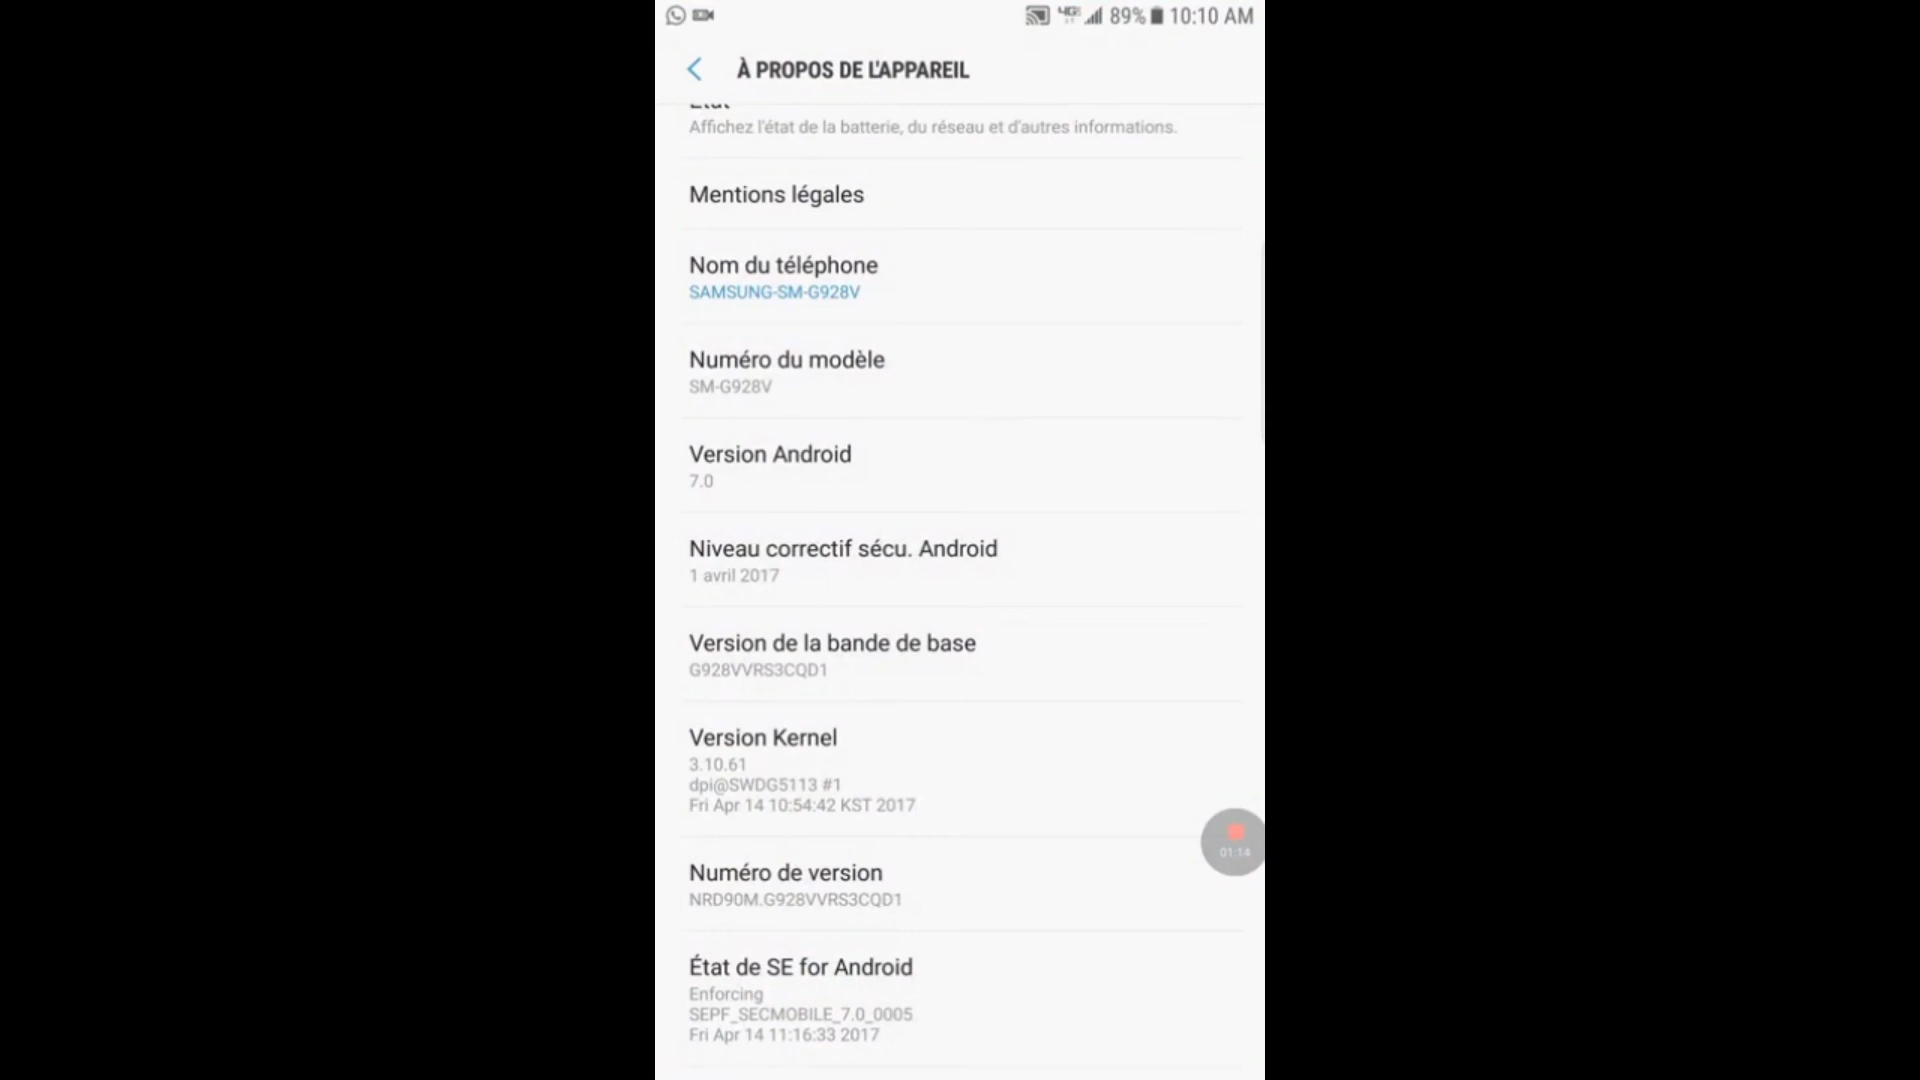 4G 89% 10:10 AM
À PROPOS DE L'APPAREIL
État
Affichez l'état de la batterie, du réseau et d'autres informations.
Mentions légales
Nom du téléphone
SAMSUNG-SM-G928V
Numéro du modèle
SM-G928V
Version Android
7.0
Niveau correctif sécu. Android
1 avril 2017
Version de la bande de base
G928VVRS3CQD1
Version Kernel
3.10.61
dpi@SWDG5113 #1
Fri Apr 14 10:54:42 KST 2017
01:14
Numéro de version
NRD90M.G928VVRS3CQD1
État de SE for Android
Enforcing
SEPF_SECMOBILE_7.0_0005
Fri Apr 14 11:16:33 2017